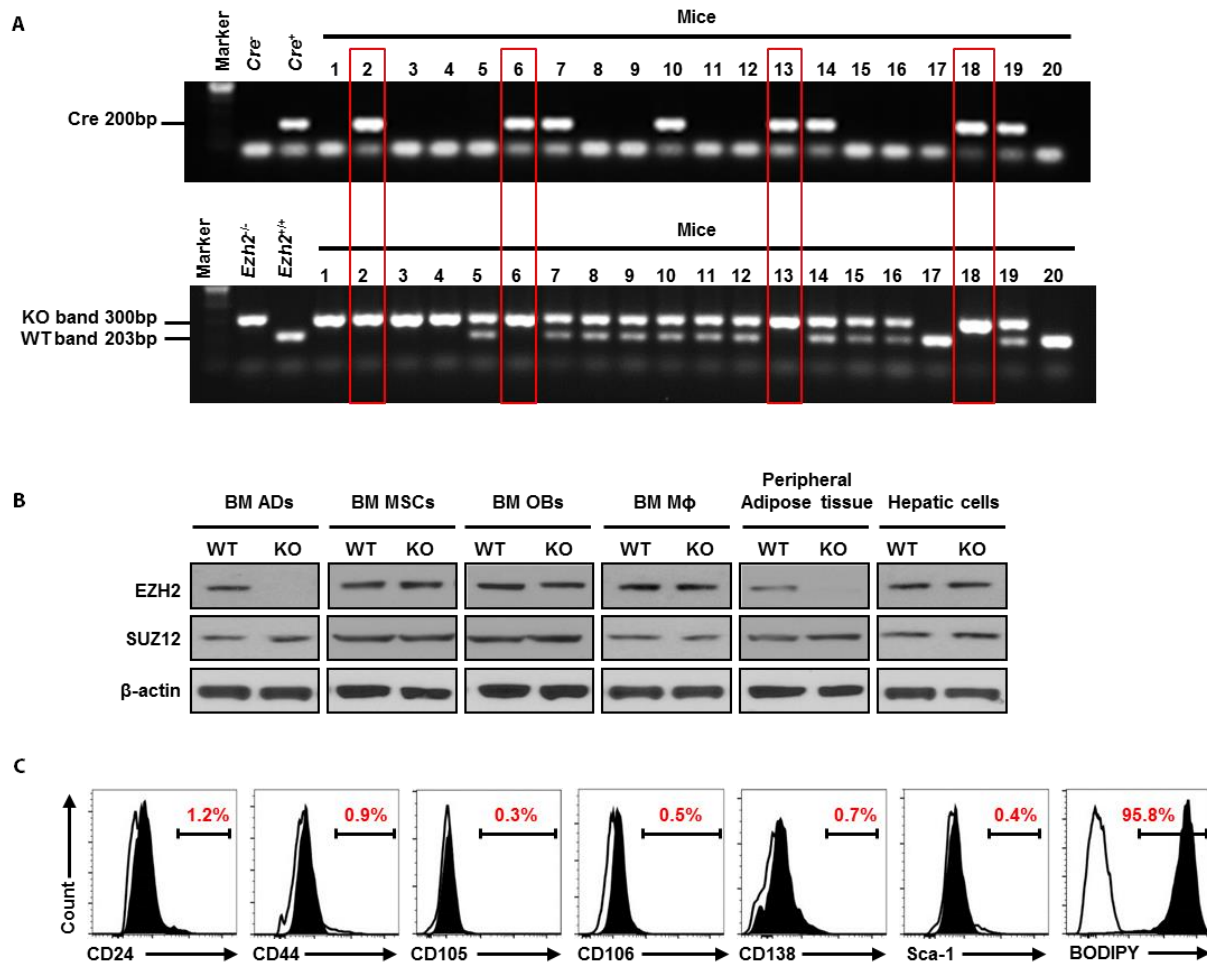 A
Mice
Marker
Cre-
Cre+
1 2 3 4 5 6 7 8 9 10 11 12 13 14 15 16 17 18 19 20
Cre 200bp
Mice
Marker
Ezh2-/-
Ezh2+/+
1 2 3 4 5 6 7 8 9 10 11 12 13 14 15 16 17 18 19 20
KO band 300bp
WT band 203bp
B
BM ADs BM MSCs BM OBs BM Mϕ Peripheral Adipose tissue Hepatic cells
WT KO WT KO WT KO WT KO WT KO WT KO
EZH2
SUZ12
β-actin
C
1.2% 0.9% 0.3% 0.5% 0.7% 0.4% 95.8%
Count
CD24 CD44 CD105 CD106 CD138 Sca-1 BODIPY